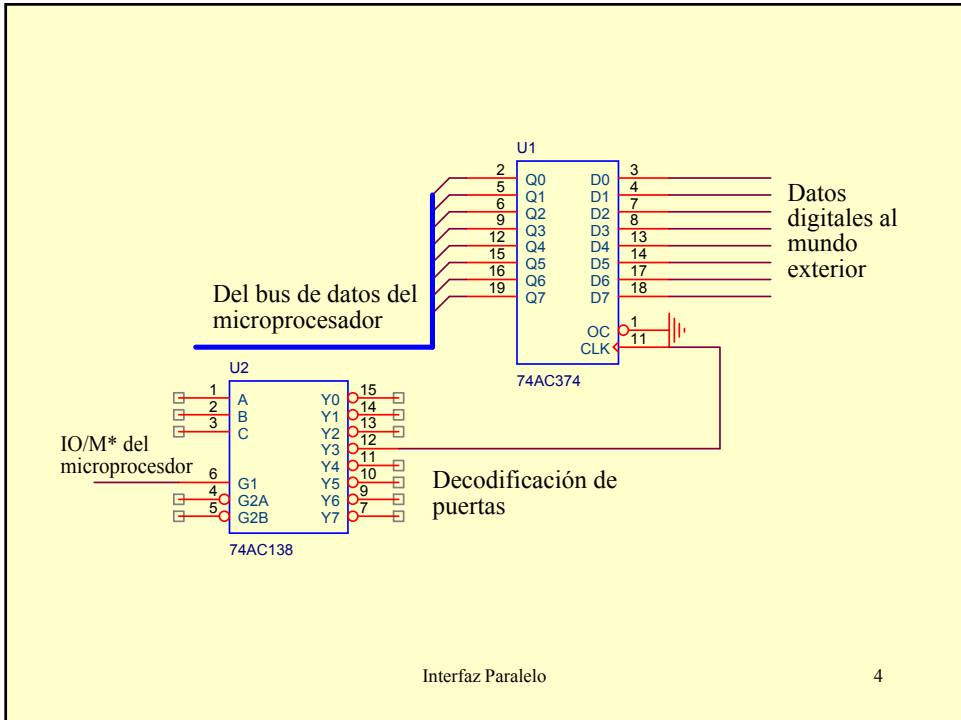 U1
2 Q0 D0 3
5 Q1 D1 4
6 Q2 D2 7
9 Q3 D3 8
12 Q4 D4 13
15 Q5 D5 14
16 Q6 D6 17
19 Q7 D7 18
OC 1
CLK 11
74AC374
Datos
digitales al
mundo
exterior
Del bus de datos del
microprocesador
U2
1 A Y0 15
2 B Y1 14
3 C Y2 13
Y3 12
Y4 11
6 G1 Y5 10
4 G2A Y6 9
5 G2B Y7 7
74AC138
IO/M* del
microprocesdor
Decodificación de
puertas
Interfaz Paralelo
4